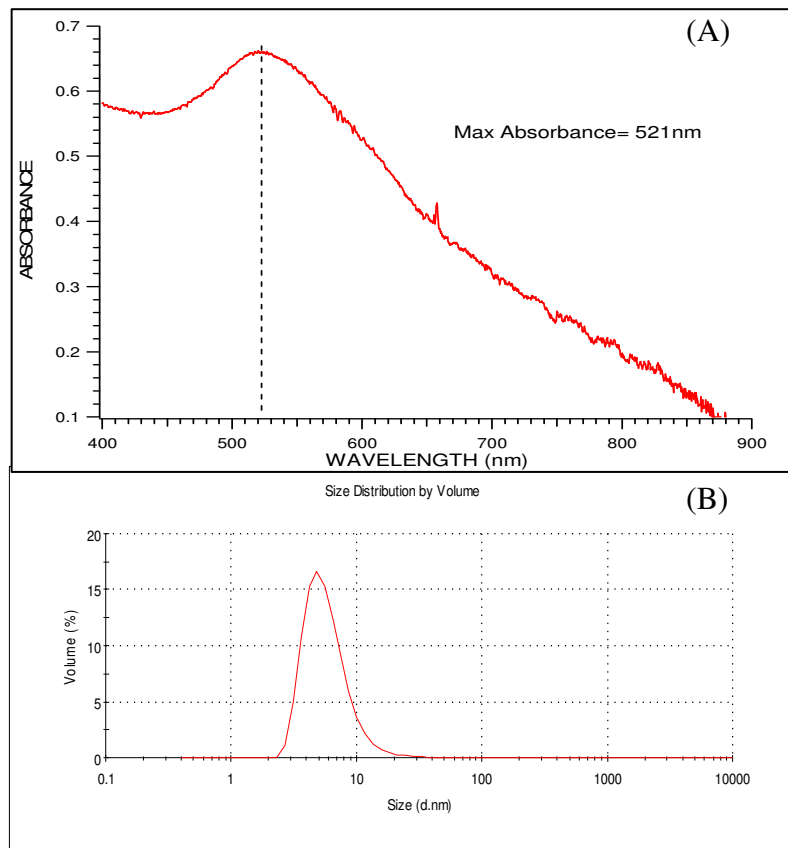 (A)
0.7
0.6
0.5
0.4
0.3
0.2
0.1
ABSORBANCE
Max Absorbance= 521nm
400 500 600 700 800 900
WAVELENGTH (nm)
(B)
Size Distribution by Volume
20
15
10
5
0
Volume (%)
0.1 1 10 100 1000 10000
Size (d.nm)